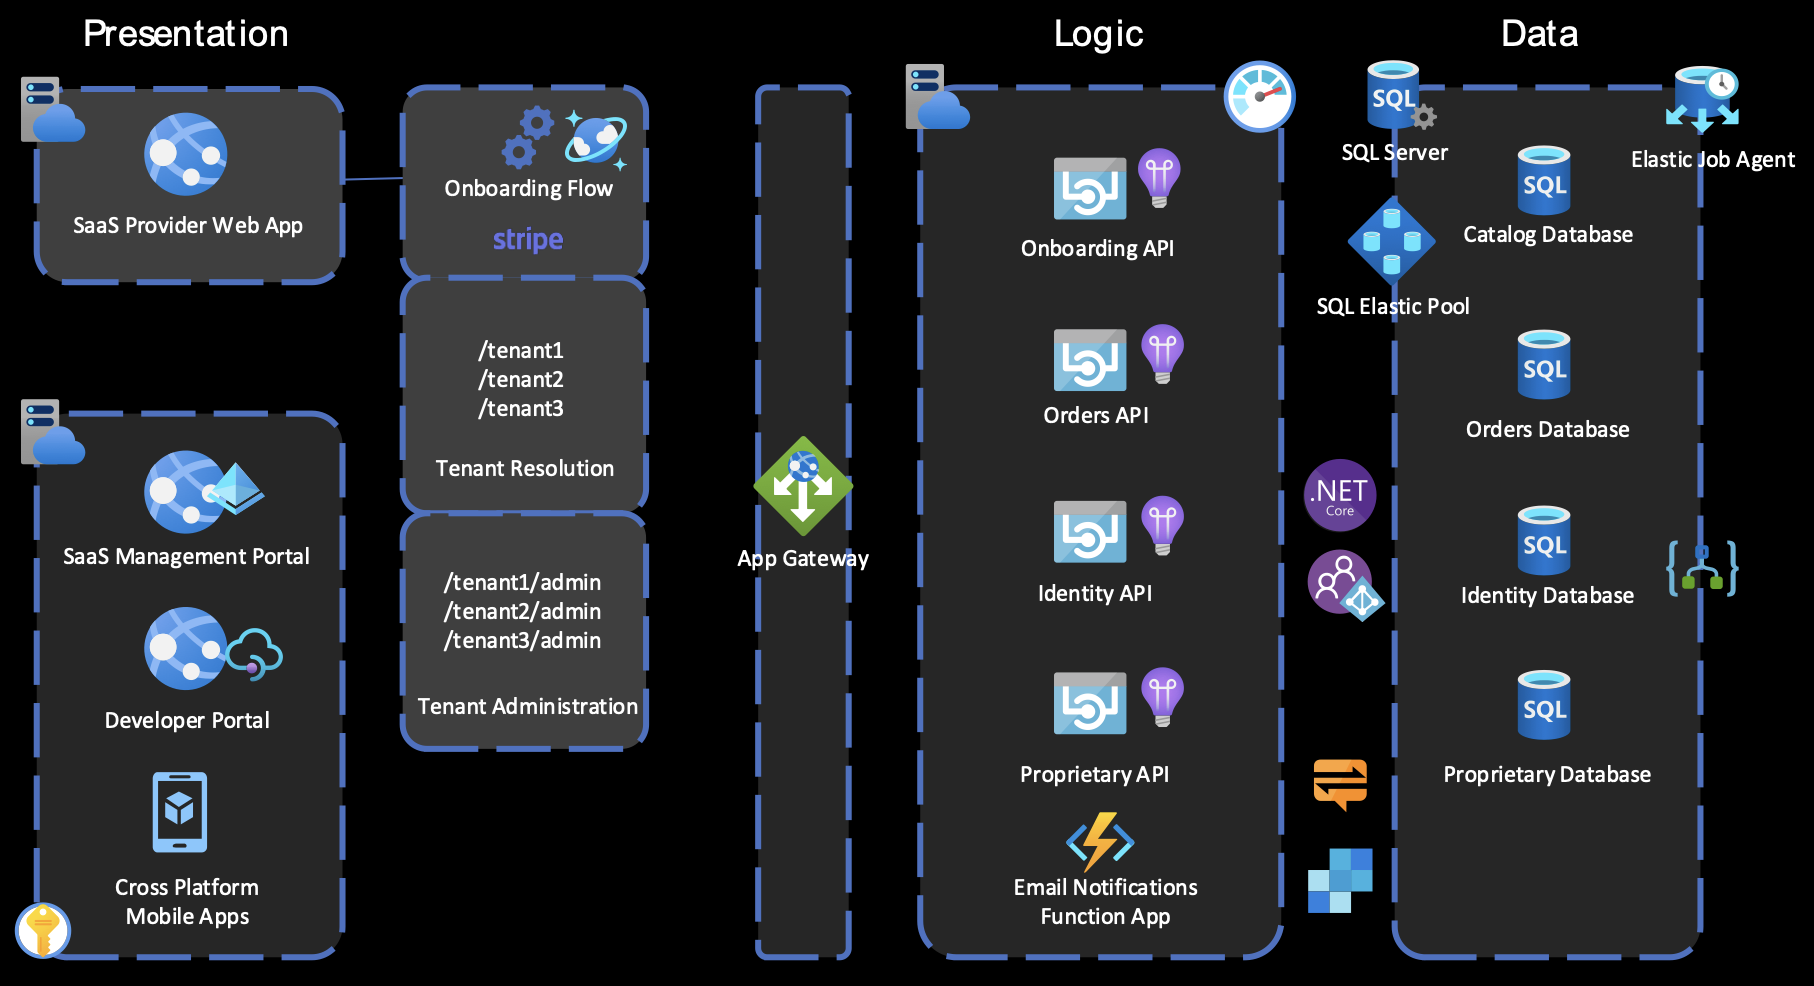 Presentation
Logic
Data
SaaS Provider Web App
Onboarding Flow
stripe
/tenant1
/tenant2
/tenant3
Tenant Resolution
/tenant1/admin
/tenant2/admin
/tenant3/admin
Tenant Administration
SaaS Management Portal
Developer Portal
Cross Platform
Mobile Apps
App Gateway
Onboarding API
Orders API
Identity API
Proprietary API
Email Notifications
Function App
SQL
SQL Server
SQL Elastic Pool
.NET
Core
Elastic Job Agent
SQL
Catalog Database
SQL
Orders Database
SQL
Identity Database
SQL
Proprietary Database